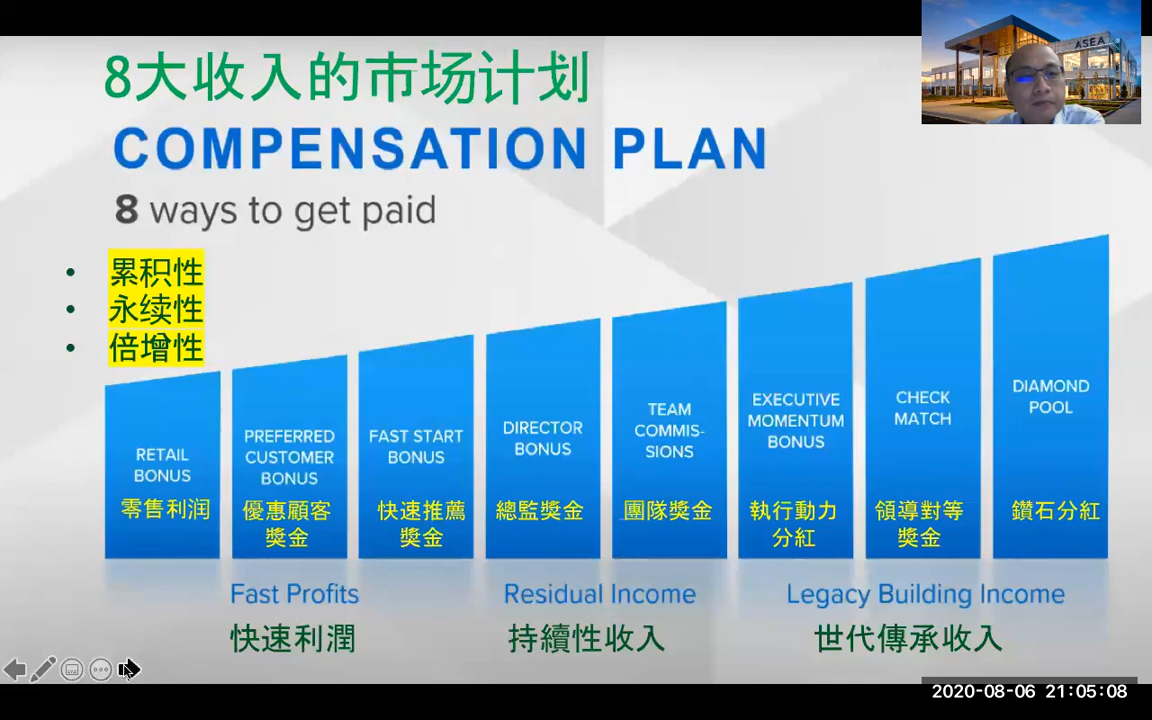 ASEA
8大收入的市场计划
COMPENSATION PLAN
8 ways to get paid
• 累积性
• 永续性
• 倍增性
RETAIL
BONUS
零售利润
PREFERRED
CUSTOMER
BONUS
優惠顧客
獎金
FAST START
BONUS
快速推薦
獎金
DIRECTOR
BONUS
總監獎金
TEAM
COMMIS-
SIONS
團隊獎金
EXECUTIVE
MOMENTUM
BONUS
執行動力
分紅
CHECK
MATCH
領導對等
獎金
DIAMOND
POOL
鑽石分紅
Fast Profits
快速利潤
Residual Income
持續性收入
Legacy Building Income
世代傳承收入
2020-08-06 21:05:08